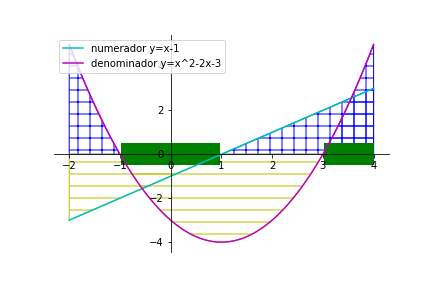 numerador y=x-1
denominador y=x^2-2x-3
2
−2 −1 0 1 2 3 4
0
−2
−4